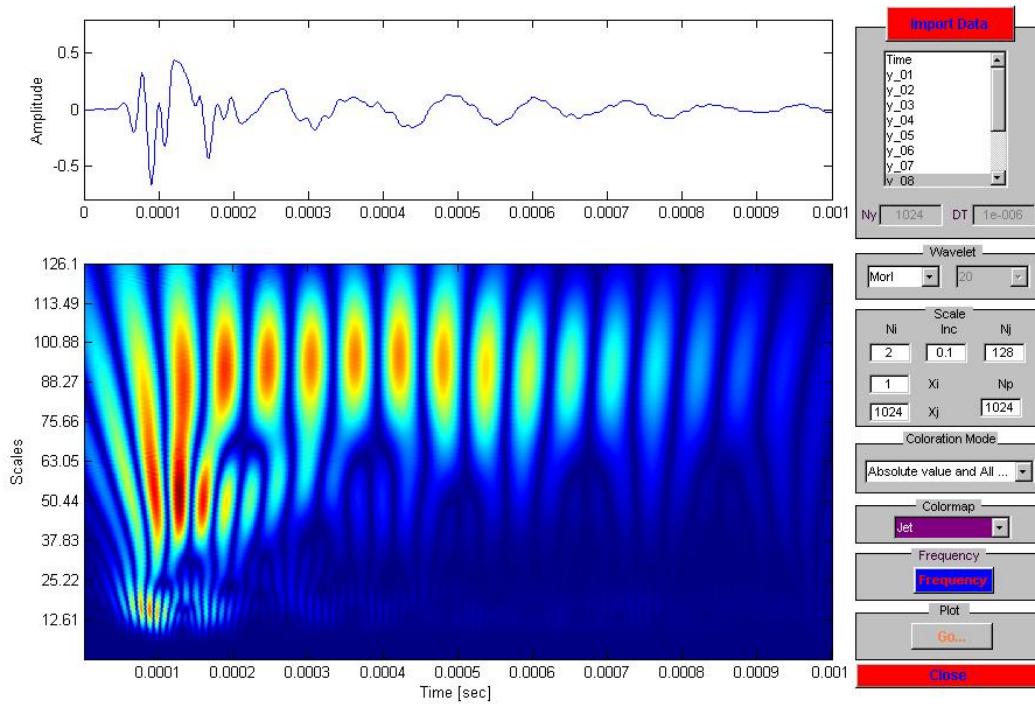 Amplitude
0.5
0
-0.5
0 0.0001 0.0002 0.0003 0.0004 0.0005 0.0006 0.0007 0.0008 0.0009 0.001
Scales
126.1
113.49
100.88
88.27
75.66
63.05
50.44
37.83
25.22
12.61
0.0001 0.0002 0.0003 0.0004 0.0005 0.0006 0.0007 0.0008 0.0009 0.001
Time [sec]
Import Data
Time
y_01
y_02
y_03
y_04
y_05
y_06
y_07
y_08
Ny 1024 DT 1e-006
Wavelet
Morl 20
Scale
Ni Inc Nj
2 0.1 128
1 Xi Np
1024 Xj 1024
Coloration Mode
Absolute value and All ...
Colormap
Jet
Frequency
Frequency
Plot
Go...
Close